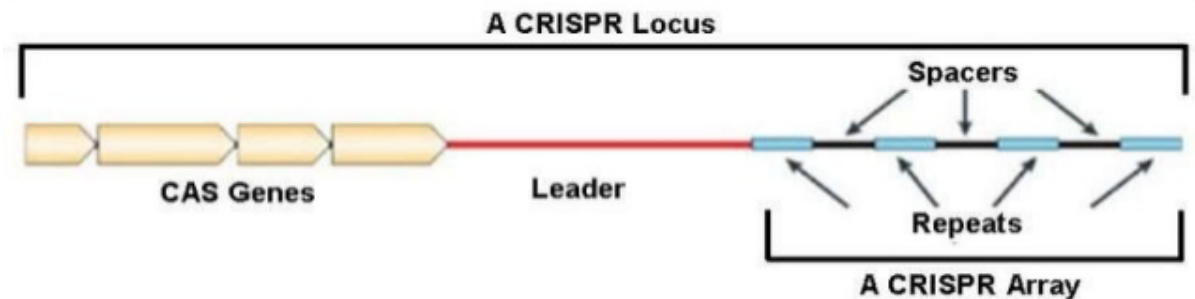 A CRISPR Locus
Spacers
CAS Genes
Leader
Repeats
A CRISPR Array